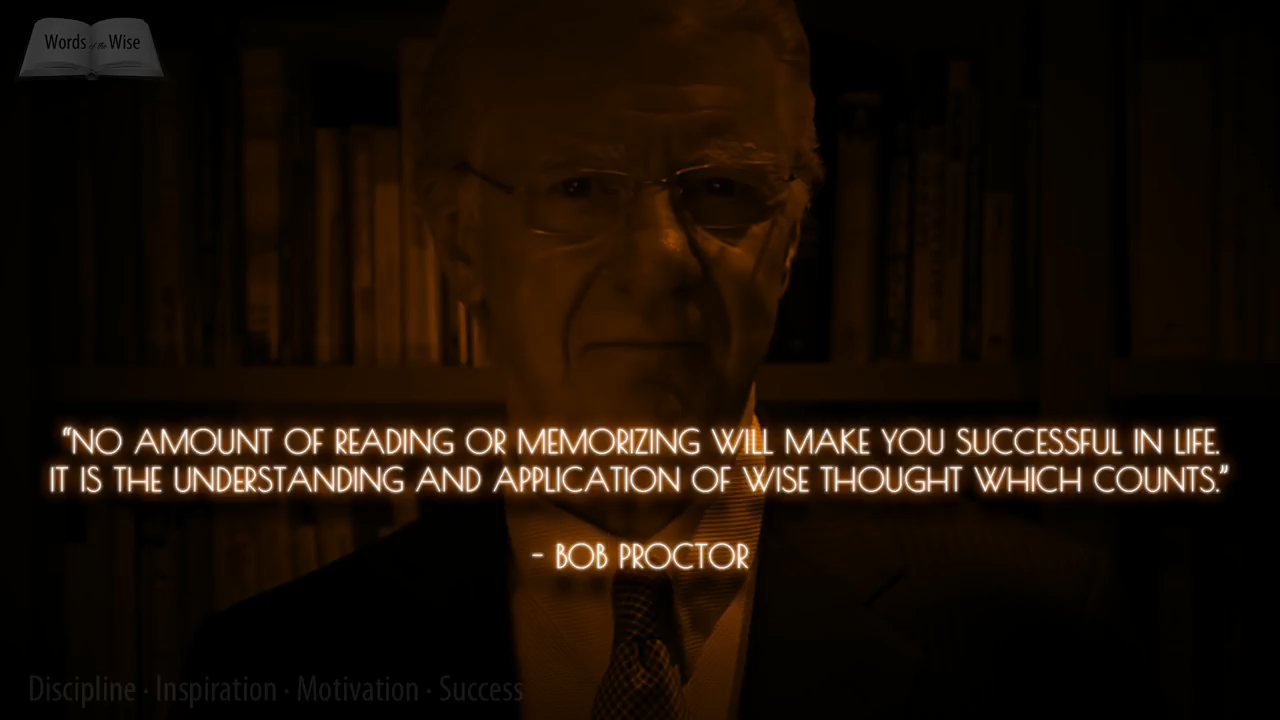 Words of the Wise
“NO AMOUNT OF READING OR MEMORIZING WILL MAKE YOU SUCCESSFUL IN LIFE.
IT IS THE UNDERSTANDING AND APPLICATION OF WISE THOUGHT WHICH COUNTS.”
- BOB PROCTOR
Discipline · Inspiration · Motivation · Success